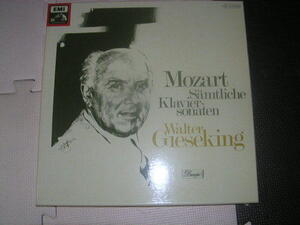 EMI
Mozart
Sämtliche
Klavier-
sonaten
Walter
Gieseking